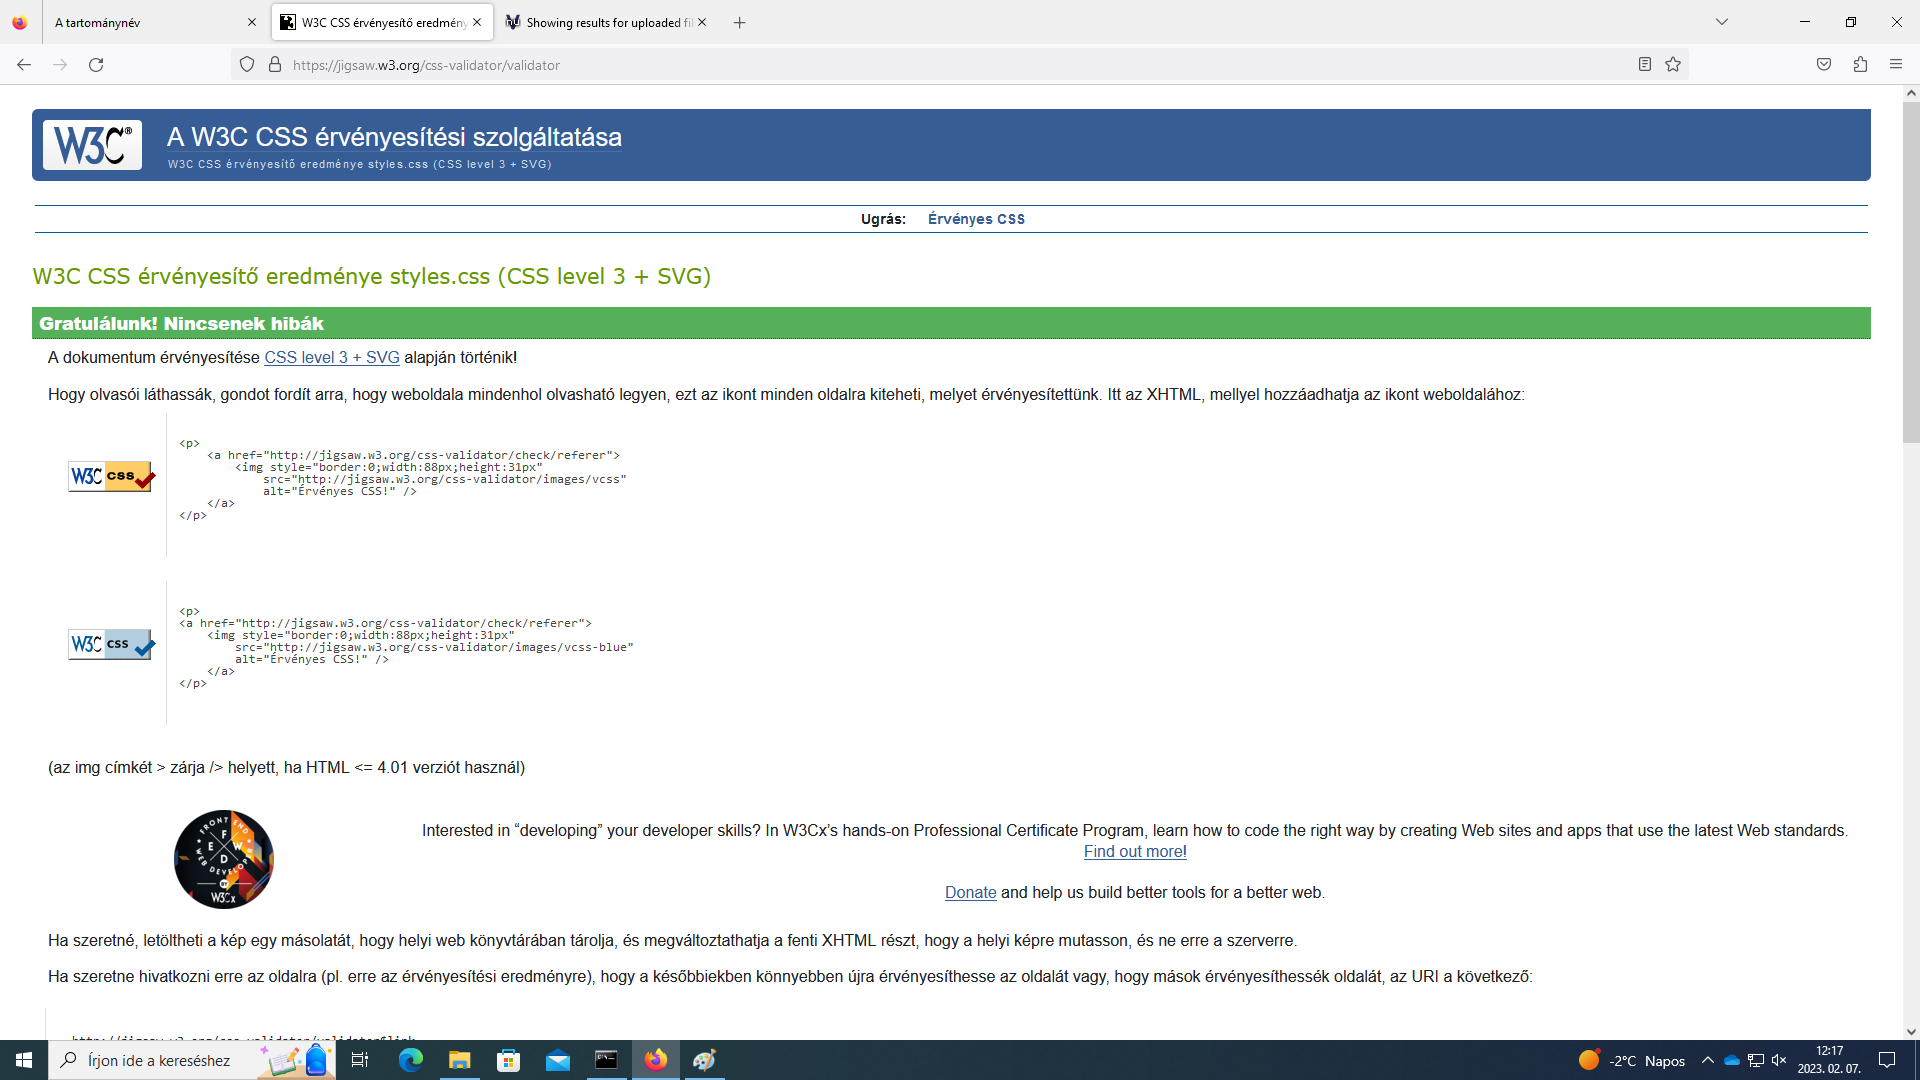 A tartománynév
W3C CSS érvényesítő eredmény
Showing results for uploaded fil
https://jigsaw.w3.org/css-validator/validator
W3C®
A W3C CSS érvényesítési szolgáltatása
W3C CSS érvényesítő eredménye styles.css (CSS level 3 + SVG)
Ugrás: Érvényes CSS
W3C CSS érvényesítő eredménye styles.css (CSS level 3 + SVG)
Gratulálunk! Nincsenek hibák
A dokumentum érvényesítése CSS level 3 + SVG alapján történik!
Hogy olvasói láthassák, gondot fordít arra, hogy weboldala mindenhol olvasható legyen, ezt az ikont minden oldalra kiteheti, melyet érvényesítettünk. Itt az XHTML, mellyel hozzáadhatja az ikont weboldalához:
W3C css
<p>
<a href="http://jigsaw.w3.org/css-validator/check/referer">
<img style="border:0;width:88px;height:31px"
src="http://jigsaw.w3.org/css-validator/images/vcss"
alt="Érvényes CSS!" />
</a>
</p>
W3C css
<p>
<a href="http://jigsaw.w3.org/css-validator/check/referer">
<img style="border:0;width:88px;height:31px"
src="http://jigsaw.w3.org/css-validator/images/vcss-blue"
alt="Érvényes CSS!" />
</a>
</p>
(az img címkét > zárja /> helyett, ha HTML <= 4.01 verziót használ)
FRONT END
F
E W
D
WEB DEVELOPER
BY
W3Cx
Interested in “developing” your developer skills? In W3Cx’s hands-on Professional Certificate Program, learn how to code the right way by creating Web sites and apps that use the latest Web standards.
Find out more!
Donate and help us build better tools for a better web.
Ha szeretné, letöltheti a kép egy másolatát, hogy helyi web könyvtárában tárolja, és megváltoztathatja a fenti XHTML részt, hogy a helyi képre mutasson, és ne erre a szerverre.
Ha szeretne hivatkozni erre az oldalra (pl. erre az érvényesítési eredményre), hogy a későbbiekben könnyebben újra érvényesíthesse az oldalát vagy, hogy mások érvényesíthessék oldalát, az URI a következő:
http://jigsaw.w3.org/css-validator/validator$link
Írjon ide a kereséshez
-2°C Napos
12:17
2023. 02. 07.